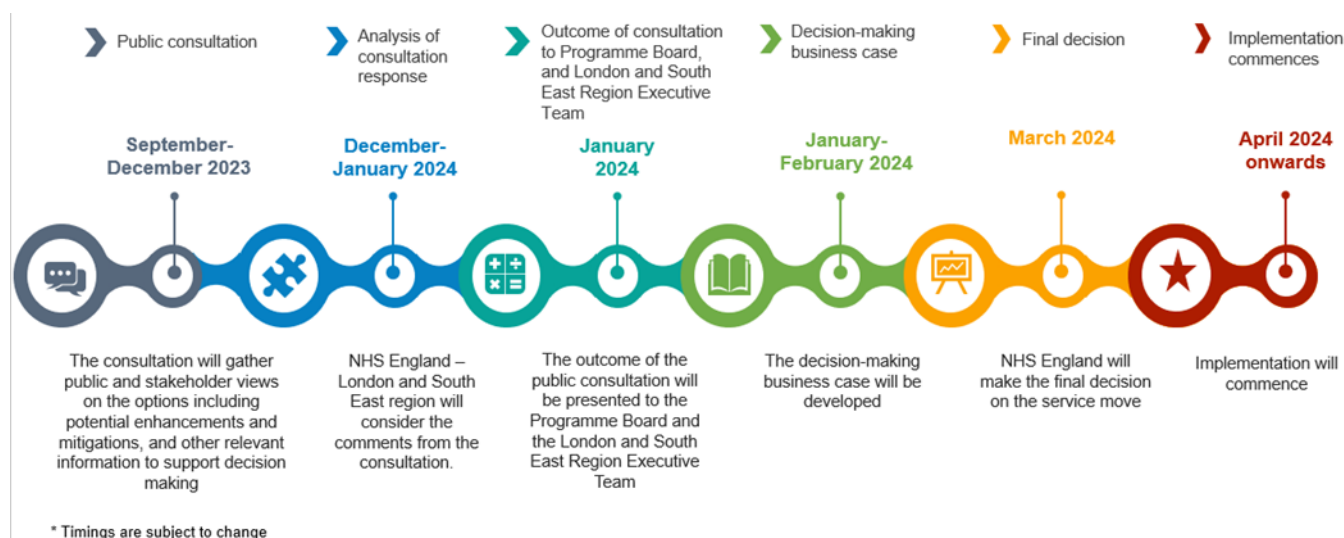 Public consultation
Analysis of
consultation
response
Outcome of consultation
to Programme Board,
and London and South
East Region Executive
Team
Decision-making
business case
Final decision
Implementation
commences
September-
December 2023
December-
January 2024
January
2024
January-
February 2024
March 2024
April 2024
onwards
The consultation will gather
public and stakeholder views
on the options including
potential enhancements and
mitigations, and other relevant
information to support decision
making
NHS England –
London and South
East region will
consider the
comments from the
consultation.
The outcome of the
public consultation will
be presented to the
Programme Board and
the London and South
East Region Executive
Team
The decision-making
business case will be
developed
NHS England will
make the final decision
on the service move
Implementation will
commence
* Timings are subject to change